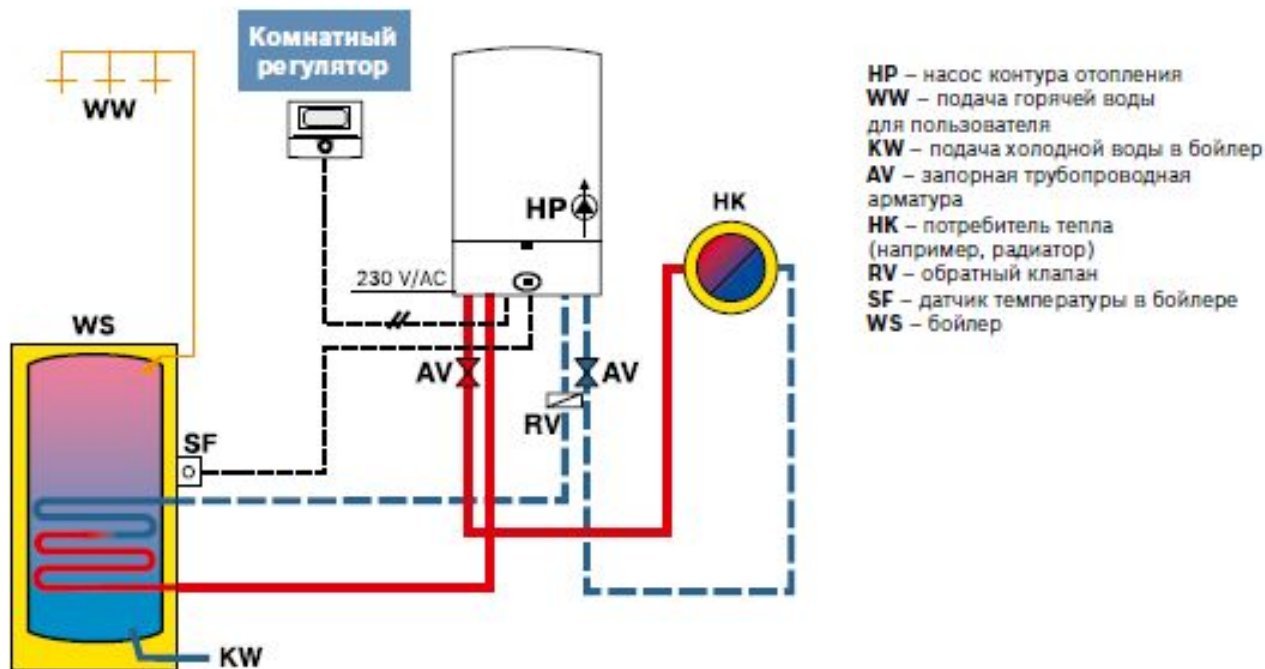 Комнатный
регулятор
WW
HP
HK
230 V/AC
WS
AV
AV
RV
SF
KW
HP – насос контура отопления
WW – подача горячей воды
для пользователя
KW – подача холодной воды в бойлер
AV – запорная трубопроводная
арматура
HK – потребитель тепла
(например, радиатор)
RV – обратный клапан
SF – датчик температуры в бойлере
WS – бойлер